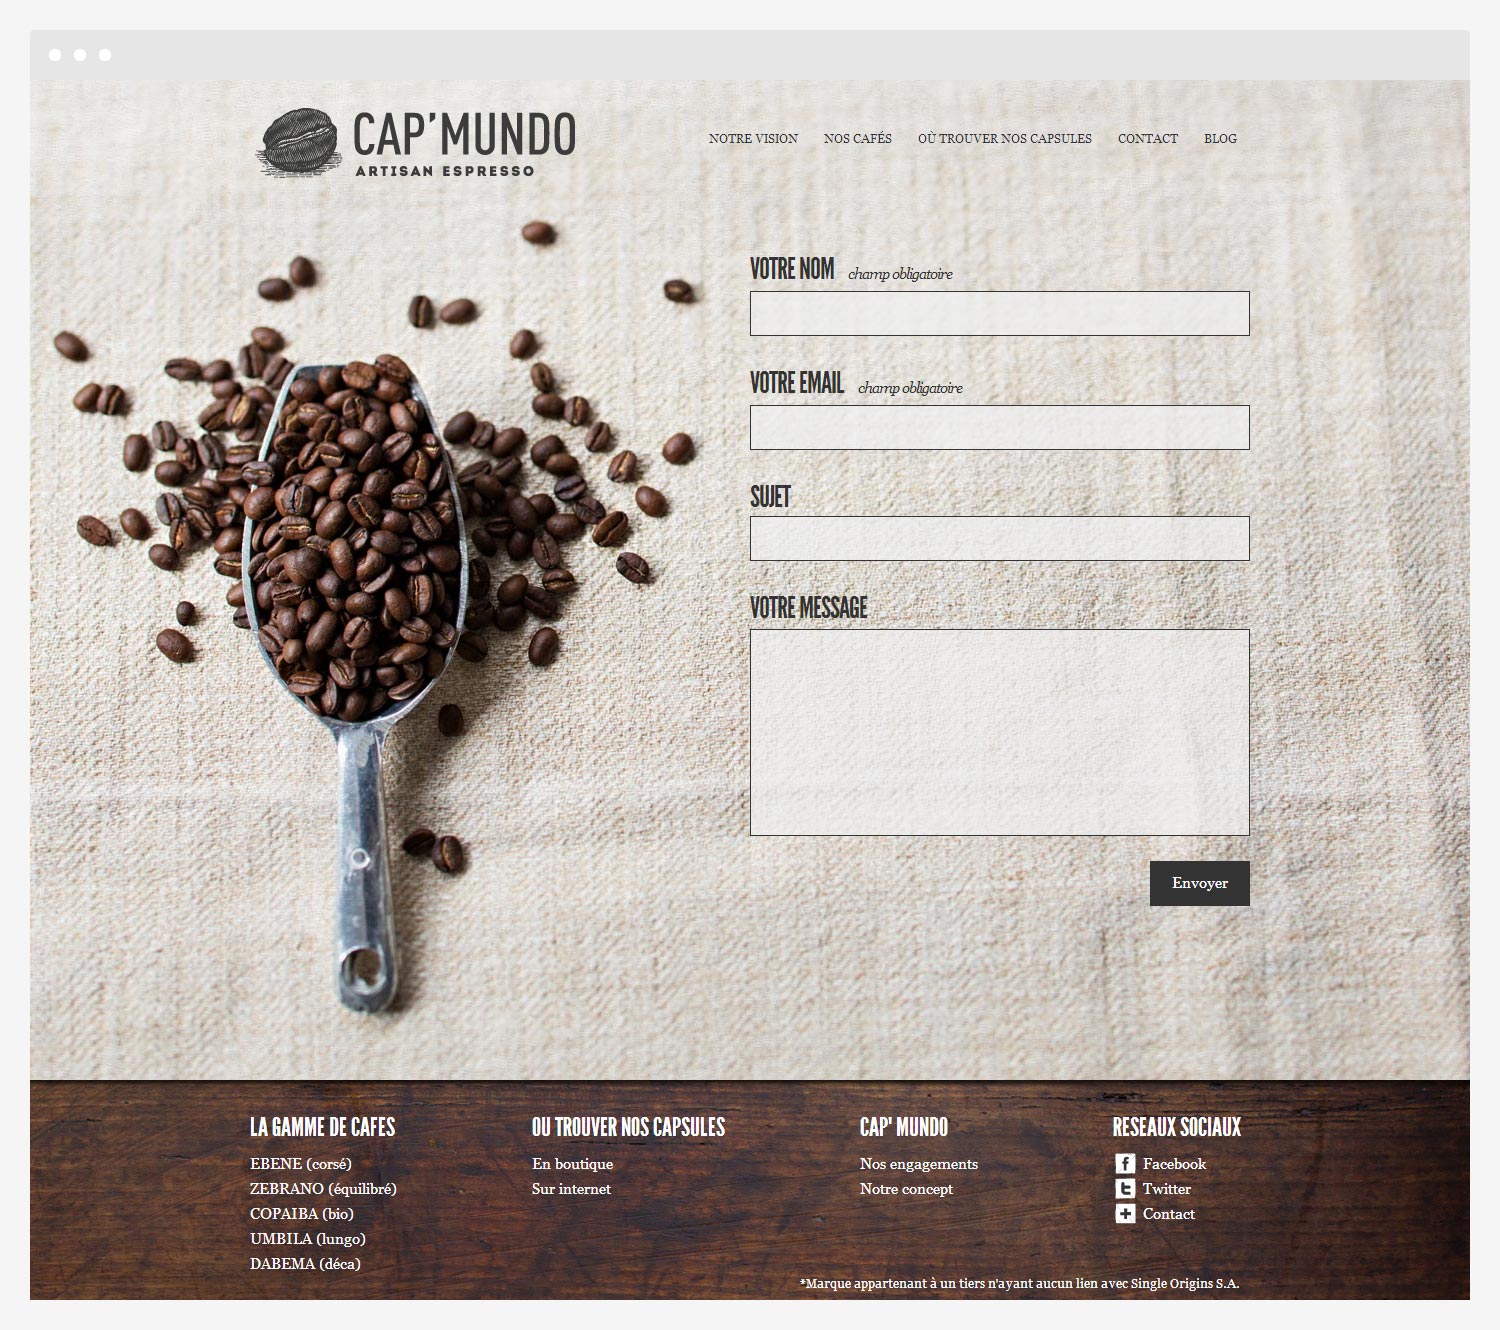 CAP'MUNDO
ARTISAN ESPRESSO
NOTRE VISION NOS CAFÉS OÙ TROUVER NOS CAPSULES CONTACT BLOG
VOTRE NOM champ obligatoire
VOTRE EMAIL champ obligatoire
SUJET
VOTRE MESSAGE
Envoyer
LA GAMME DE CAFES
EBENE (corsé)
ZEBRANO (équilibré)
COPAIBA (bio)
UMBILA (lungo)
DABEMA (déca)
OU TROUVER NOS CAPSULES
En boutique
Sur internet
CAP' MUNDO
Nos engagements
Notre concept
RESEAUX SOCIAUX
Facebook
Twitter
Contact
*Marque appartenant à un tiers n'ayant aucun lien avec Single Origins S.A.